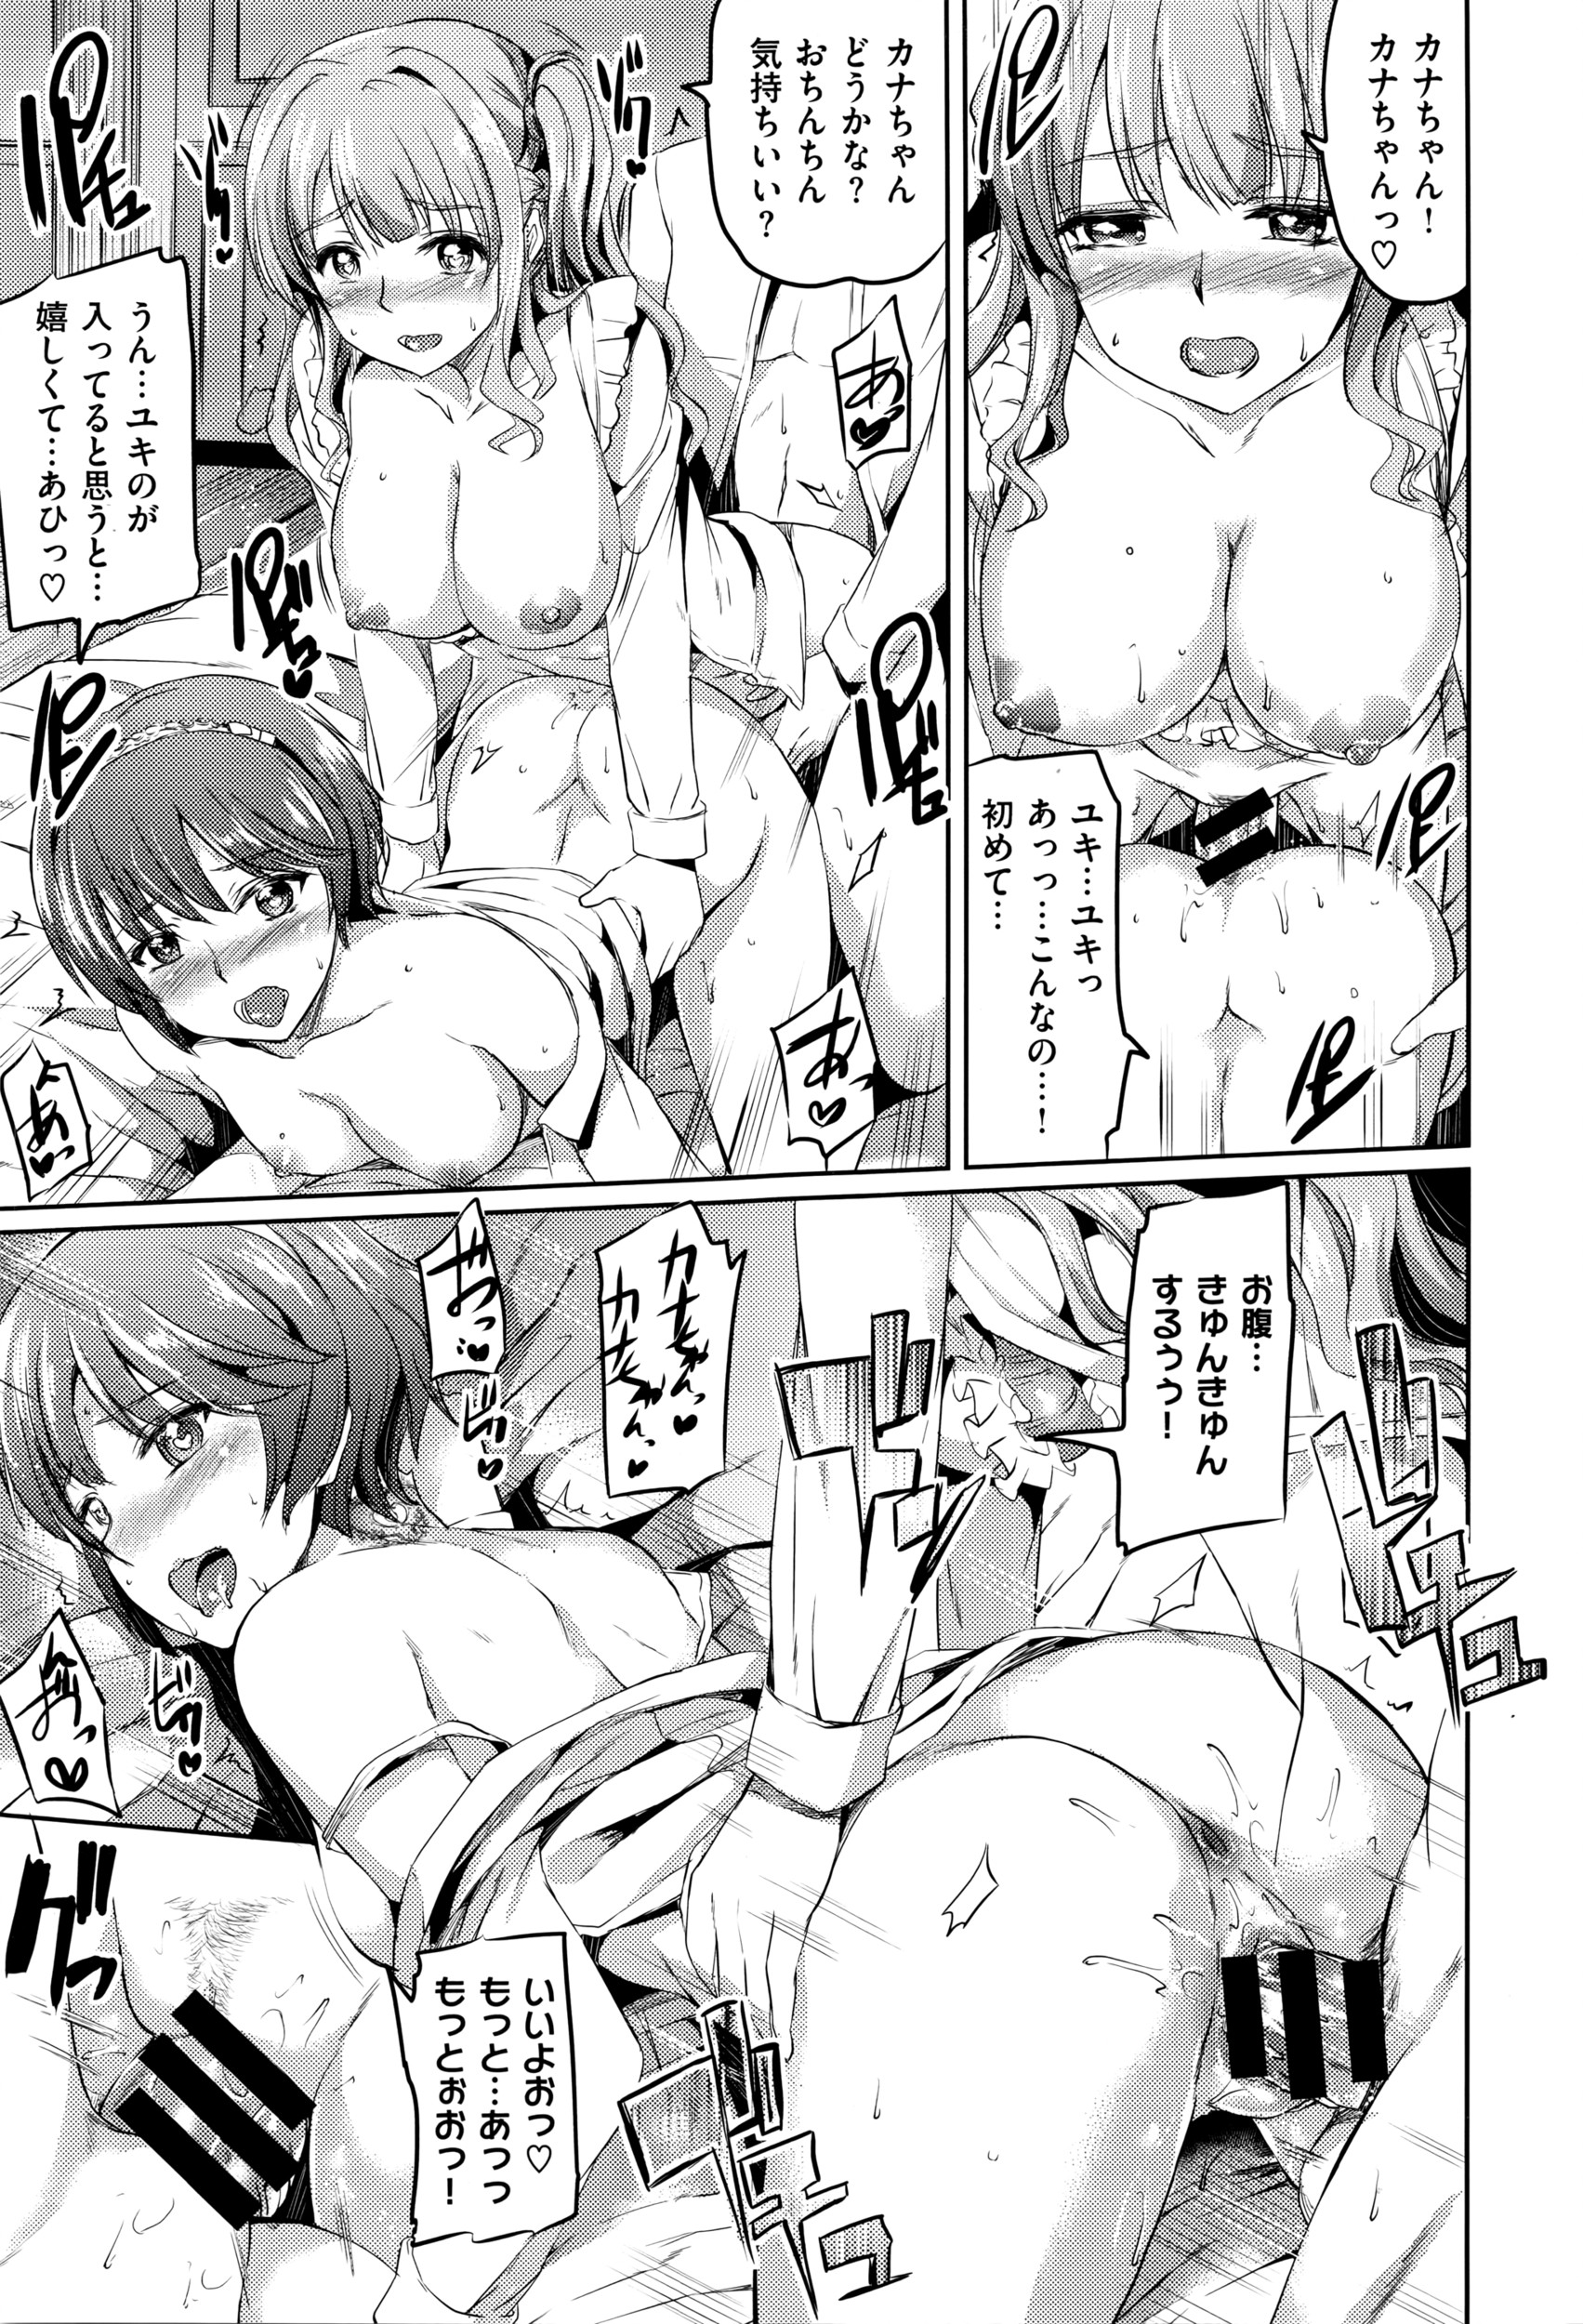 カナちゃん！
カナちゃんっ♡
ユキ…ユキっ
あっっ…こんなの…！
初めて…
カナちゃん
どうかな？
おちんちん
気持ちいい？
うん…ユキのが
入ってると思うと…
嬉しくて…あひっ♡
あっ♥
あ♥
お腹…
きゅんきゅん
するぅぅ！
カナちゃんっ♥
カナちゃんっ♥
いいよおっ♡
もっと…あっっ
もっとぉおっ！